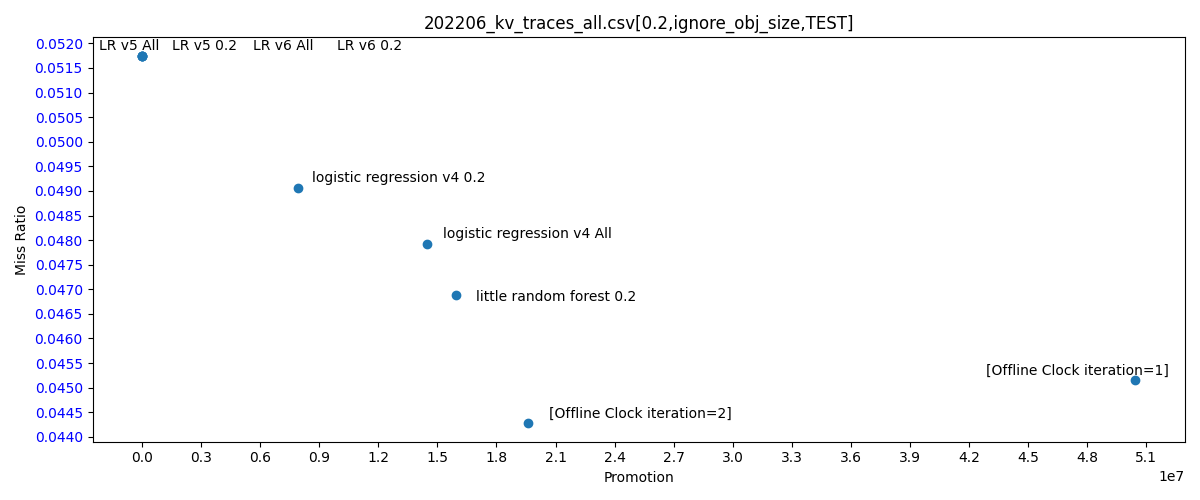 202206_kv_traces_all.csv[0.2,ignore_obj_size,TEST]
0.0520
LR v5 All LR v5 0.2 LR v6 All LR v6 0.2
0.0515
0.0510
0.0505
0.0500
0.0495
logistic regression v4 0.2
0.0490
0.0485
logistic regression v4 All
0.0480
0.0475
0.0470
little random forest 0.2
0.0465
0.0460
0.0455
[Offline Clock iteration=1]
0.0450
0.0445
[Offline Clock iteration=2]
0.0440
Miss Ratio
0.0 0.3 0.6 0.9 1.2 1.5 1.8 2.1 2.4 2.7 3.0 3.3 3.6 3.9 4.2 4.5 4.8 5.1
1e7
Promotion